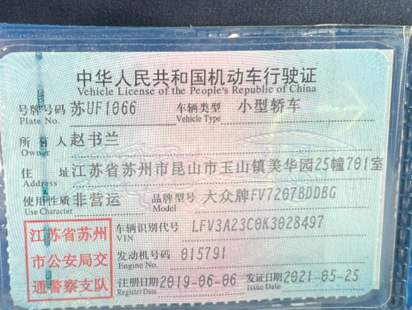 中华人民共和国机动车行驶证
Vehicle License of the People's Republic of China
号牌号码 苏UF1066 车辆类型 小型轿车
Plate No. Vehicle Type
所有人 赵书兰
Owner
住址 江苏省苏州市昆山市玉山镇美华园25幢701室
Address
使用性质 非营运 品牌型号 大众牌FV7207BDDBG
Use Character Model
江苏省苏州
市公安局交
通警察支队
车辆识别代号 LFV3A23C0K3028497
VIN
发动机号码 015791
Engine No.
注册日期 2019-06-06 发证日期 2021-05-25
Register Date Issue Date